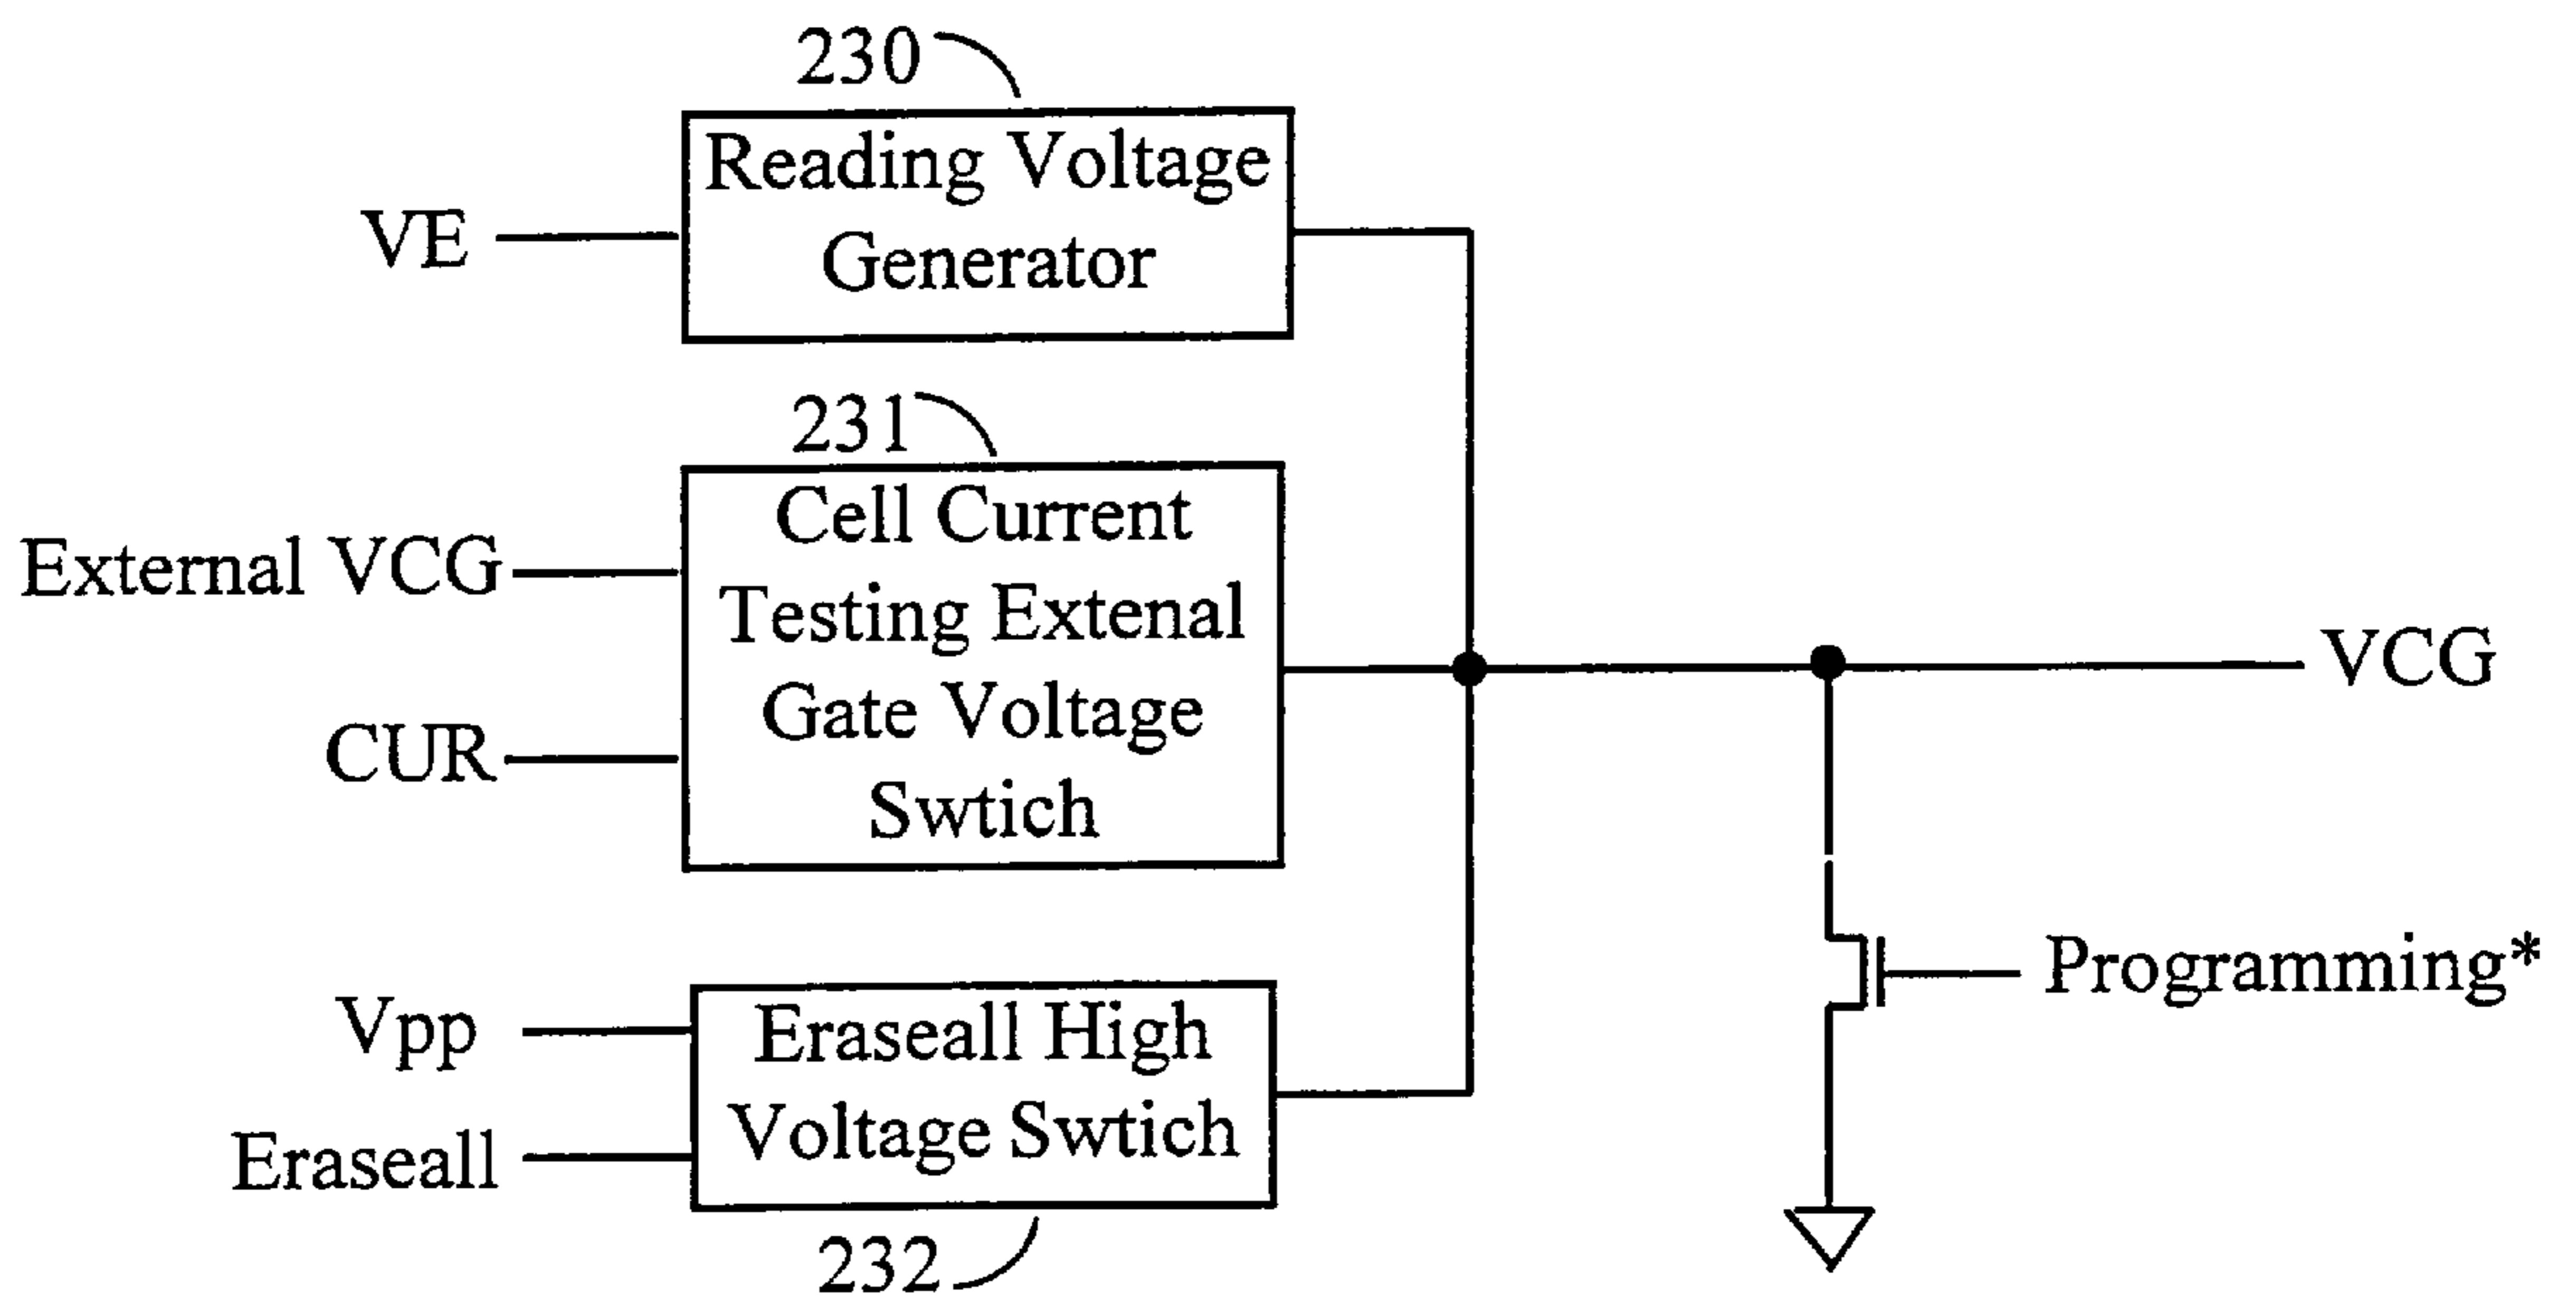 230
Reading Voltage
Generator
VE
231
Cell Current
Testing Extenal
Gate Voltage
Swtich
External VCG
CUR
VCG
Eraseall High
Voltage Swtich
Vpp
Eraseall
232
Programming*